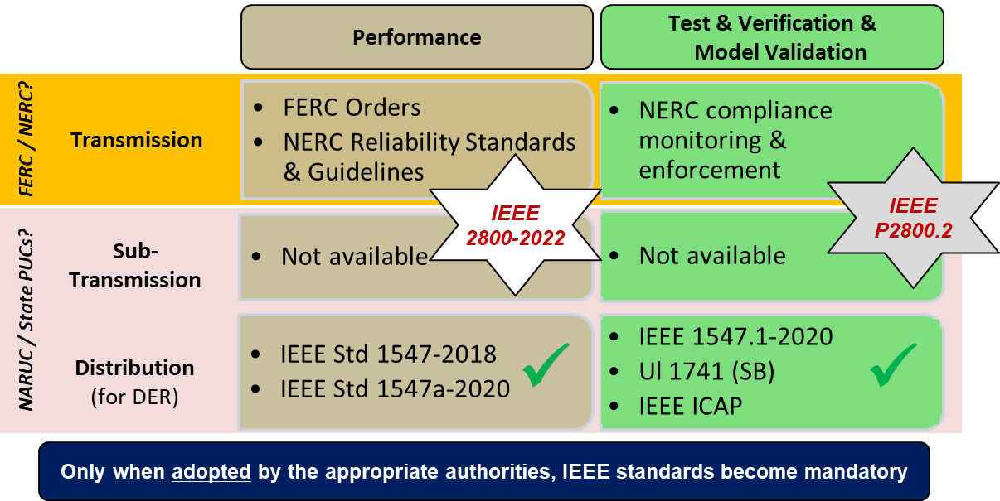 Performance
Test & Verification &
Model Validation
FERC / NERC?
Transmission
• FERC Orders
• NERC Reliability Standards
& Guidelines
• NERC compliance
monitoring &
enforcement
IEEE
2800-2022
IEEE
P2800.2
NARUC / State PUCs?
Sub-
Transmission
• Not available
• Not available
Distribution
(for DER)
• IEEE Std 1547-2018
• IEEE Std 1547a-2020
• IEEE 1547.1-2020
• Ul 1741 (SB)
• IEEE ICAP
Only when adopted by the appropriate authorities, IEEE standards become mandatory